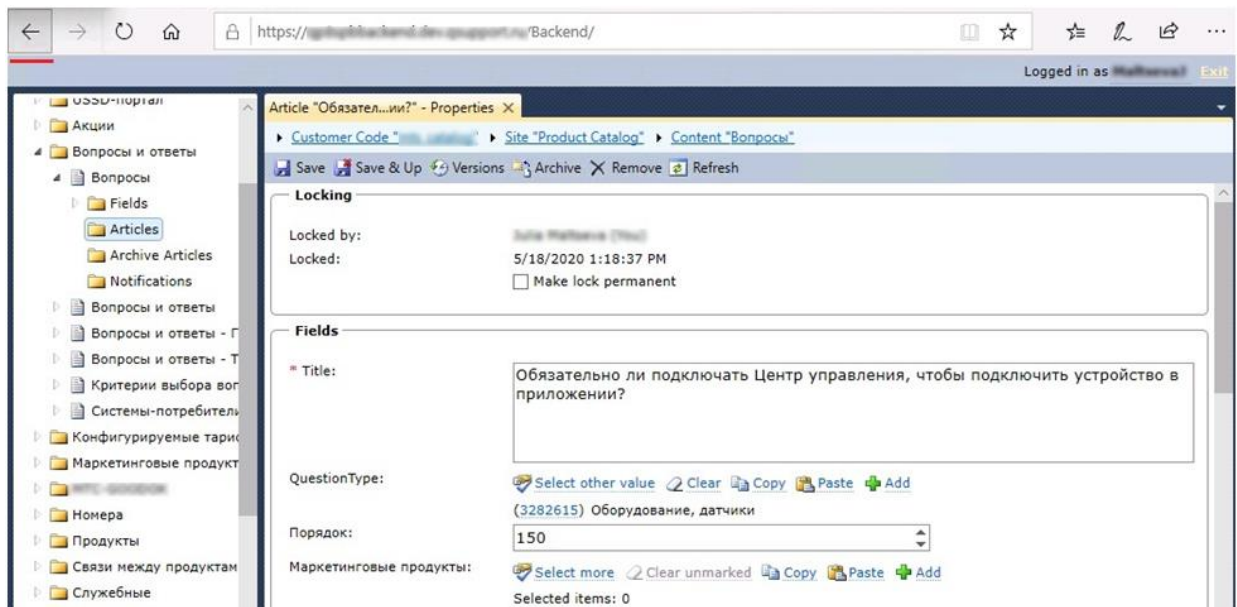 https:// /Backend/
Logged in as Exit
USSD-портал
Акции
Вопросы и ответы
Вопросы
Fields
Articles
Archive Articles
Notifications
Вопросы и ответы
Вопросы и ответы - Г
Вопросы и ответы - Т
Критерии выбора воп
Системы-потребители
Конфигурируемые тариф
Маркетинговые продукт
Номера
Продукты
Связи между продуктам
Служебные
Article "Обязател...ии?" - Properties
Customer Code " " Site "Product Catalog" Content "Вопросы"
Save Save & Up Versions Archive Remove Refresh
Locking
Locked by:
Locked: 5/18/2020 1:18:37 PM
Make lock permanent
Fields
* Title: Обязательно ли подключать Центр управления, чтобы подключить устройство в
приложении?
QuestionType: Select other value Clear Copy Paste Add
(3282615) Оборудование, датчики
Порядок: 150
Маркетинговые продукты: Select more Clear unmarked Copy Paste Add
Selected items: 0